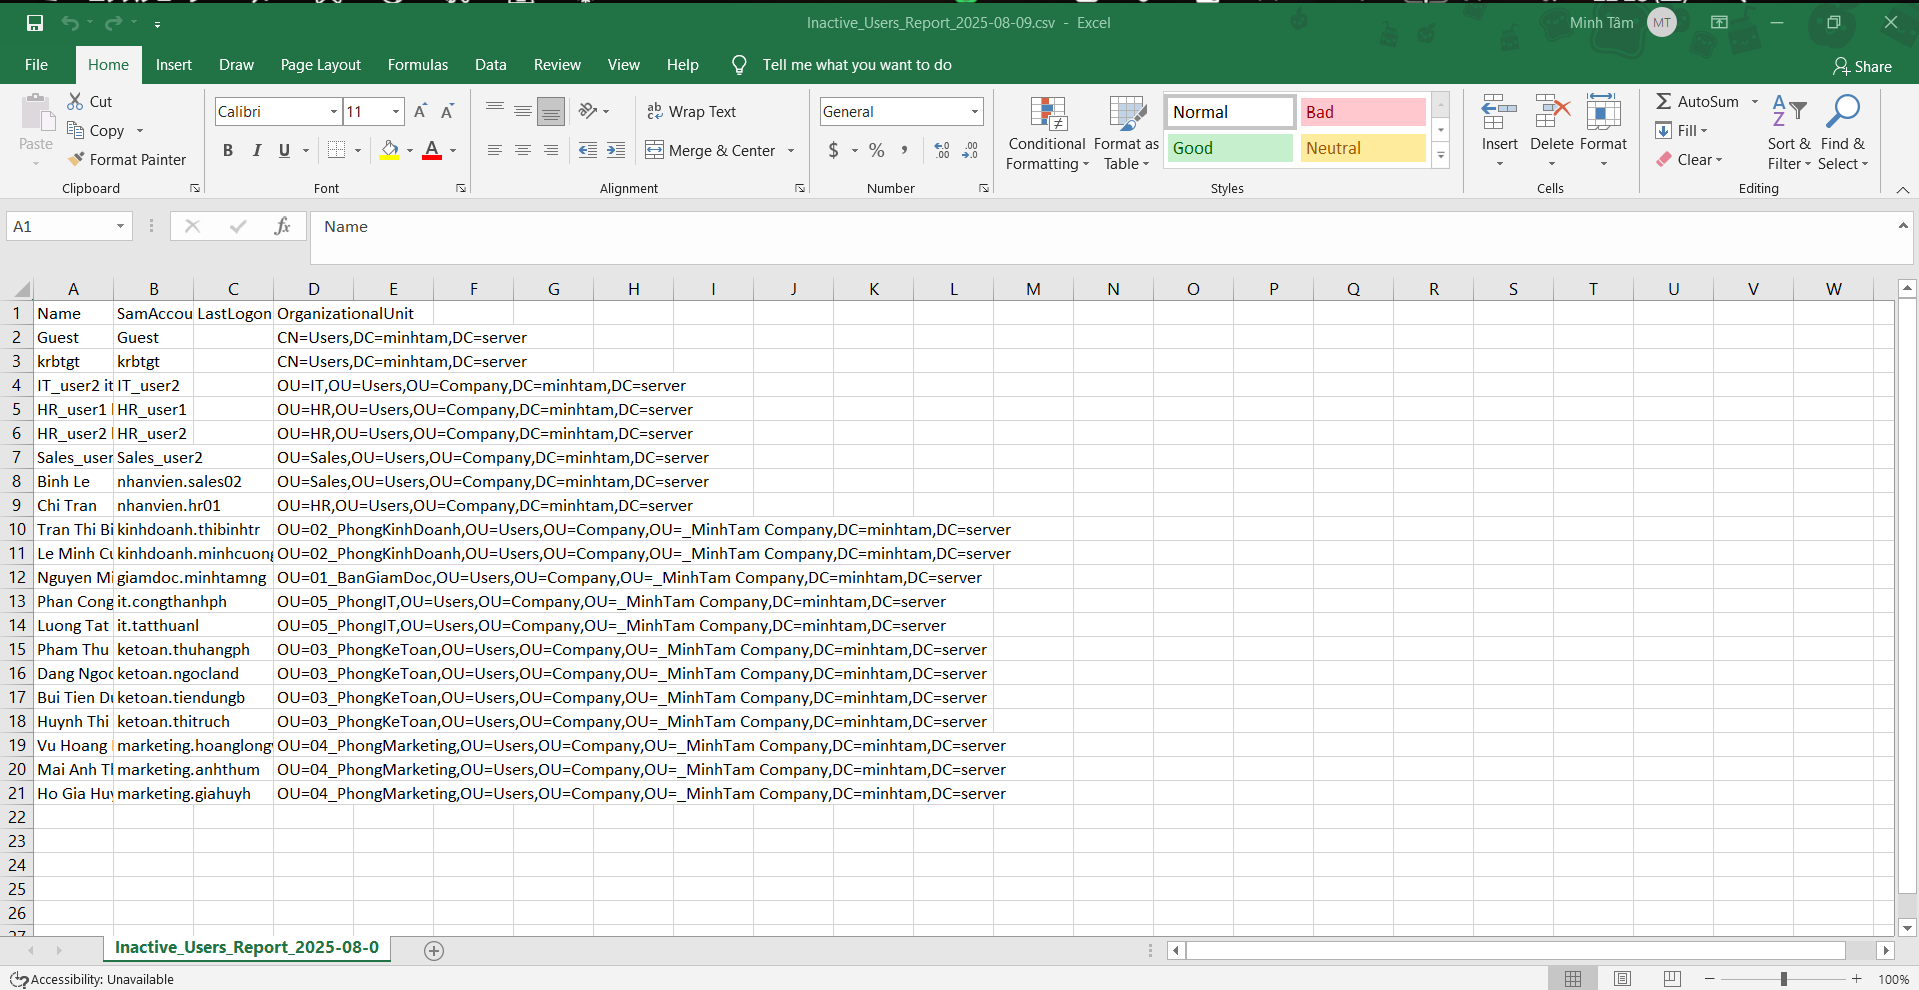 Inactive_Users_Report_2025-08-09.csv - Excel
Minh Tâm MT
File Home Insert Draw Page Layout Formulas Data Review View Help Tell me what you want to do Share
Paste
Cut
Copy
Format Painter
Clipboard
Calibri 11 A A
B I U A
Font
ab Wrap Text
Merge & Center
Alignment
General
$ % ,
Number
Conditional Formatting
Format as Table
Normal Bad
Good Neutral
Styles
Insert Delete Format
Cells
AutoSum
Fill
Clear
Sort & Filter
Find & Select
Editing
A1 fx Name
A B C D E F G H I J K L M N O P Q R S T U V W
1 Name SamAccou LastLogon OrganizationalUnit
2 Guest Guest CN=Users,DC=minhtam,DC=server
3 krbtgt krbtgt CN=Users,DC=minhtam,DC=server
4 IT_user2 it IT_user2 OU=IT,OU=Users,OU=Company,DC=minhtam,DC=server
5 HR_user1 HR_user1 OU=HR,OU=Users,OU=Company,DC=minhtam,DC=server
6 HR_user2 HR_user2 OU=HR,OU=Users,OU=Company,DC=minhtam,DC=server
7 Sales_user Sales_user2 OU=Sales,OU=Users,OU=Company,DC=minhtam,DC=server
8 Binh Le nhanvien.sales02 OU=Sales,OU=Users,OU=Company,DC=minhtam,DC=server
9 Chi Tran nhanvien.hr01 OU=HR,OU=Users,OU=Company,DC=minhtam,DC=server
10 Tran Thi Bi kinhdoanh.thibinhtr OU=02_PhongKinhDoanh,OU=Users,OU=Company,OU=_MinhTam Company,DC=minhtam,DC=server
11 Le Minh Cu kinhdoanh.minhcuong OU=02_PhongKinhDoanh,OU=Users,OU=Company,OU=_MinhTam Company,DC=minhtam,DC=server
12 Nguyen Mi giamdoc.minhtamng OU=01_BanGiamDoc,OU=Users,OU=Company,OU=_MinhTam Company,DC=minhtam,DC=server
13 Phan Cong it.congthanhph OU=05_PhongIT,OU=Users,OU=Company,OU=_MinhTam Company,DC=minhtam,DC=server
14 Luong Tat it.tatthuanl OU=05_PhongIT,OU=Users,OU=Company,OU=_MinhTam Company,DC=minhtam,DC=server
15 Pham Thu ketoan.thuhangph OU=03_PhongKeToan,OU=Users,OU=Company,OU=_MinhTam Company,DC=minhtam,DC=server
16 Dang Ngoc ketoan.ngocland OU=03_PhongKeToan,OU=Users,OU=Company,OU=_MinhTam Company,DC=minhtam,DC=server
17 Bui Tien Du ketoan.tiendungb OU=03_PhongKeToan,OU=Users,OU=Company,OU=_MinhTam Company,DC=minhtam,DC=server
18 Huynh Thi ketoan.thitruch OU=03_PhongKeToan,OU=Users,OU=Company,OU=_MinhTam Company,DC=minhtam,DC=server
19 Vu Hoang marketing.hoanglongv OU=04_PhongMarketing,OU=Users,OU=Company,OU=_MinhTam Company,DC=minhtam,DC=server
20 Mai Anh Th marketing.anhthum OU=04_PhongMarketing,OU=Users,OU=Company,OU=_MinhTam Company,DC=minhtam,DC=server
21 Ho Gia Huy marketing.giahuyh OU=04_PhongMarketing,OU=Users,OU=Company,OU=_MinhTam Company,DC=minhtam,DC=server
22
23
24
25
26
27
Inactive_Users_Report_2025-08-0
Accessibility: Unavailable
100%